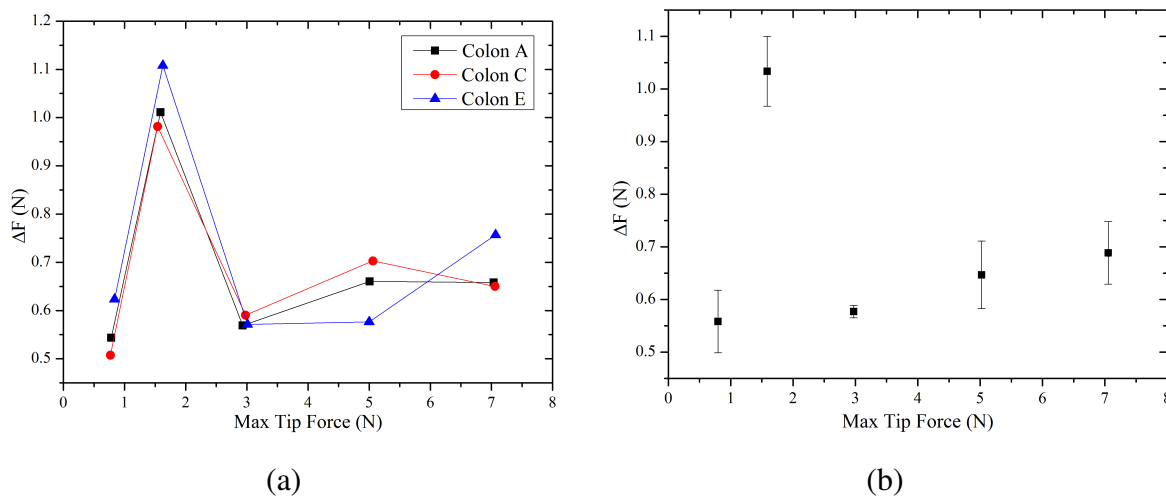 1.2
1.1
1.0
0.9
0.8
0.7
0.6
0.5
ΔF (N)
0 1 2 3 4 5 6 7 8
Max Tip Force (N)
Colon A
Colon C
Colon E
(a)
1.1
1.0
0.9
0.8
0.7
0.6
0.5
ΔF (N)
0 1 2 3 4 5 6 7 8
Max Tip Force (N)
(b)